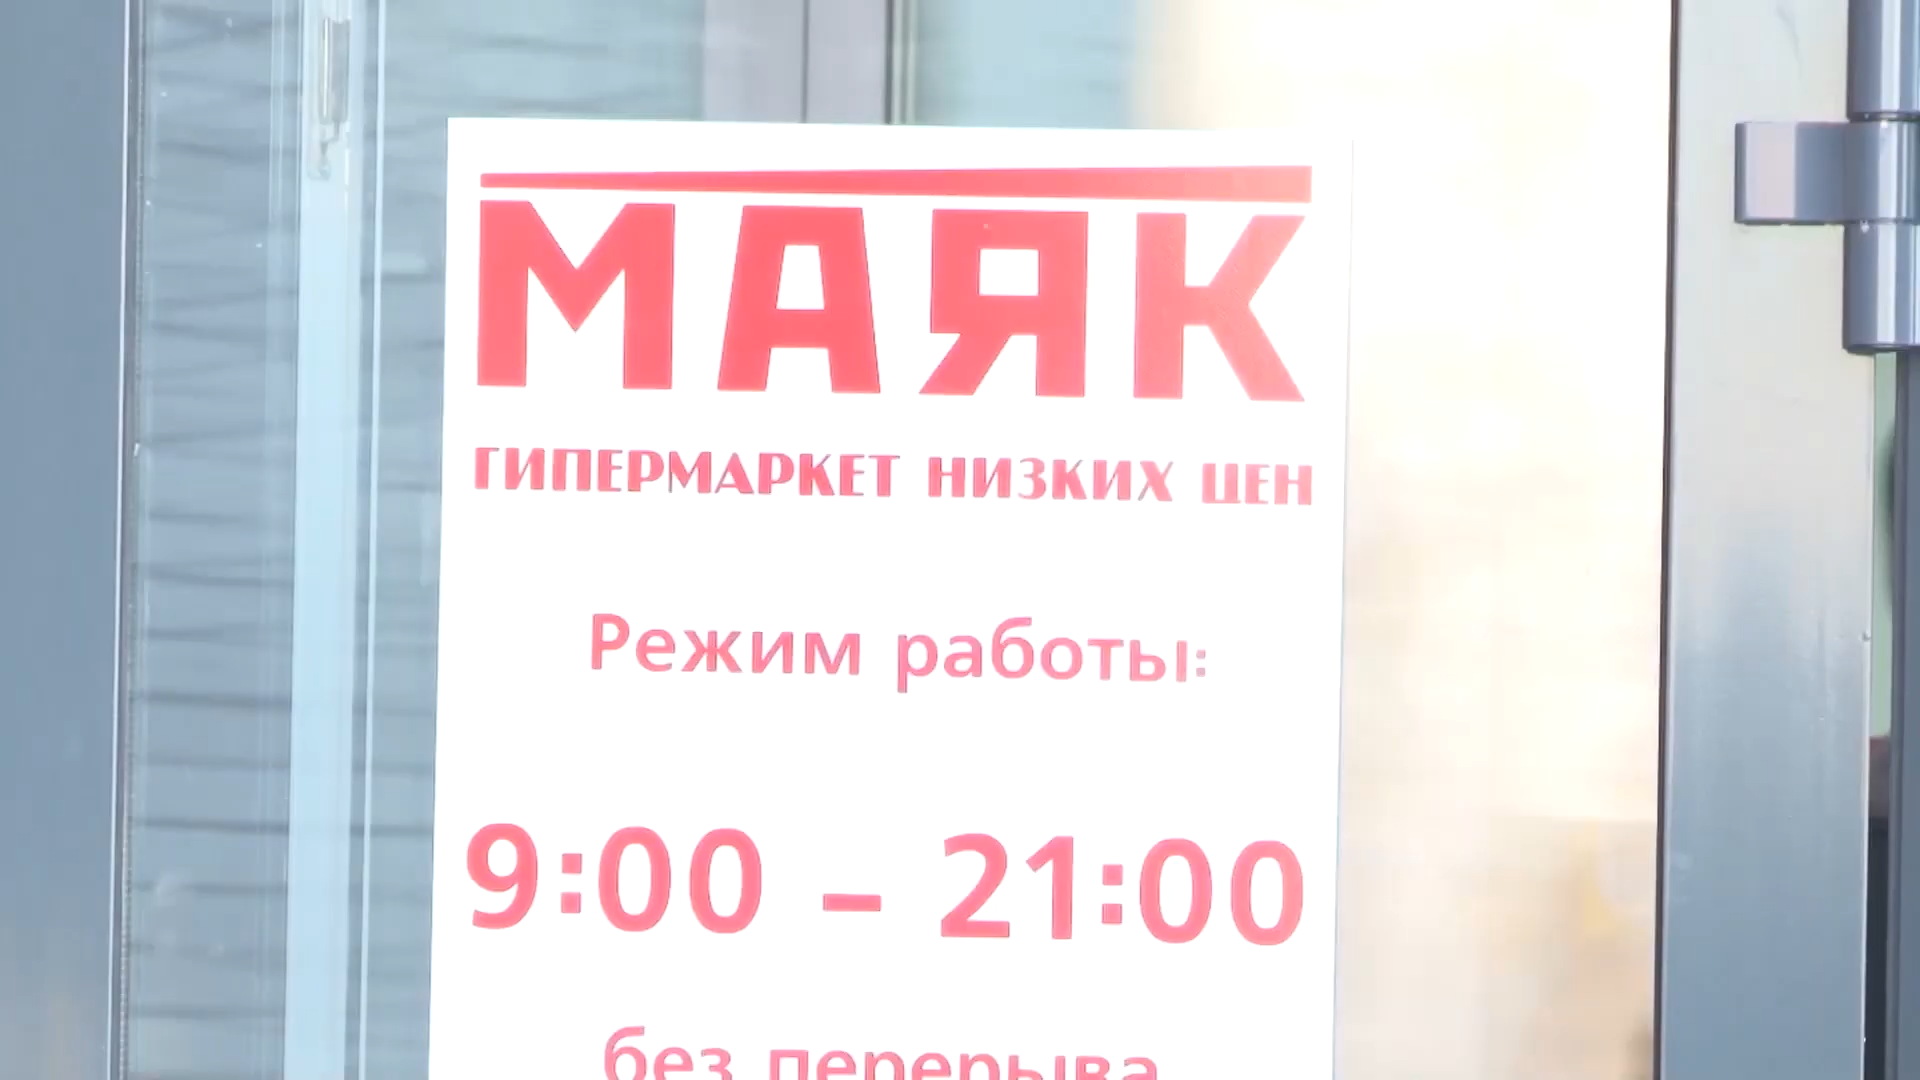 МАЯК
ГИПЕРМАРКЕТ НИЗКИХ ЦЕН
Режим работы:
9:00 – 21:00
без перерыва